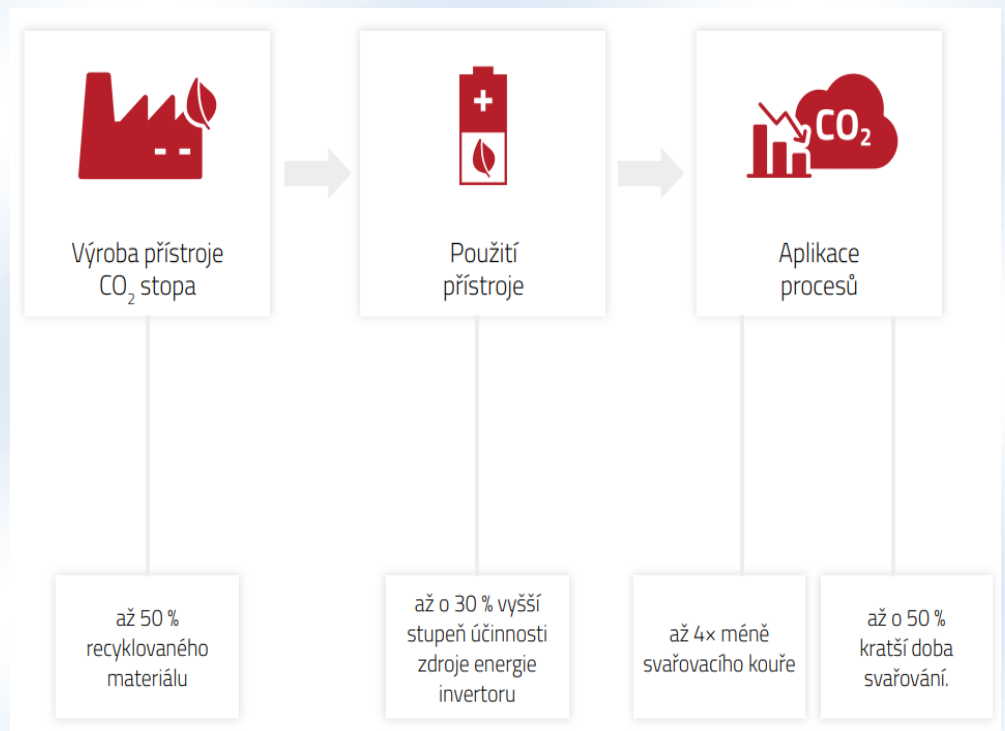 CO₂
Výroba přístroje
CO₂ stopa
Použití
přístroje
Aplikace
procesů
až 50 %
recyklovaného
materiálu
až o 30 % vyšší
stupeň účinnosti
zdroje energie
invertoru
až 4× méně
svařovacího kouře
až o 50 %
kratší doba
svařování.